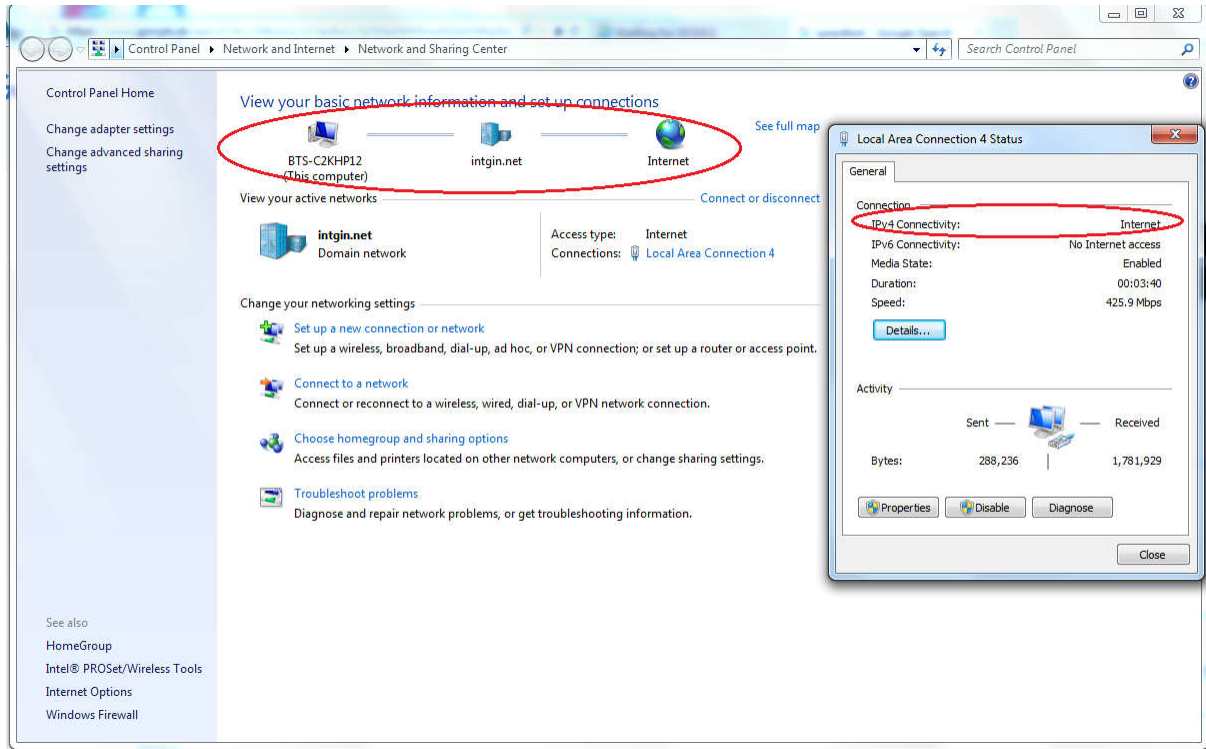 Control Panel ▸ Network and Internet ▸ Network and Sharing Center
Search Control Panel
Control Panel Home
Change adapter settings
Change advanced sharing
settings
See also
HomeGroup
Intel® PROSet/Wireless Tools
Internet Options
Windows Firewall
View your basic network information and set up connections
BTS-C2KHP12
(This computer)
intgin.net
Internet
See full map
View your active networks
Connect or disconnect
intgin.net
Domain network
Access type: Internet
Connections: Local Area Connection 4
Change your networking settings
Set up a new connection or network
Set up a wireless, broadband, dial-up, ad hoc, or VPN connection; or set up a router or access point.
Connect to a network
Connect or reconnect to a wireless, wired, dial-up, or VPN network connection.
Choose homegroup and sharing options
Access files and printers located on other network computers, or change sharing settings.
Troubleshoot problems
Diagnose and repair network problems, or get troubleshooting information.
Local Area Connection 4 Status
General
Connection
IPv4 Connectivity: Internet
IPv6 Connectivity: No Internet access
Media State: Enabled
Duration: 00:03:40
Speed: 425.9 Mbps
Details...
Activity
Sent
Received
Bytes: 288,236 1,781,929
Properties
Disable
Diagnose
Close